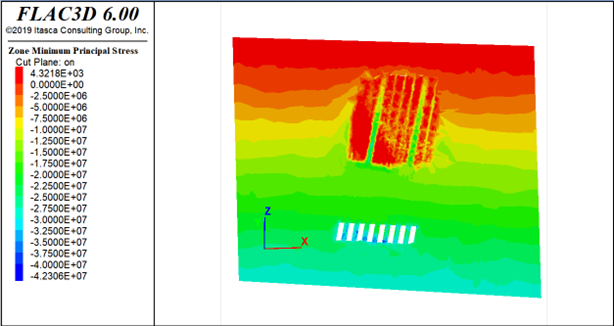 FLAC3D 6.00
©2019 Itasca Consulting Group, Inc.
Zone Minimum Principal Stress
Cut Plane: on
4.3218E+03
0.0000E+00
-2.5000E+06
-5.0000E+06
-7.5000E+06
-1.0000E+07
-1.2500E+07
-1.5000E+07
-1.7500E+07
-2.0000E+07
-2.2500E+07
-2.5000E+07
-2.7500E+07
-3.0000E+07
-3.2500E+07
-3.5000E+07
-3.7500E+07
-4.0000E+07
-4.2306E+07
Z
X